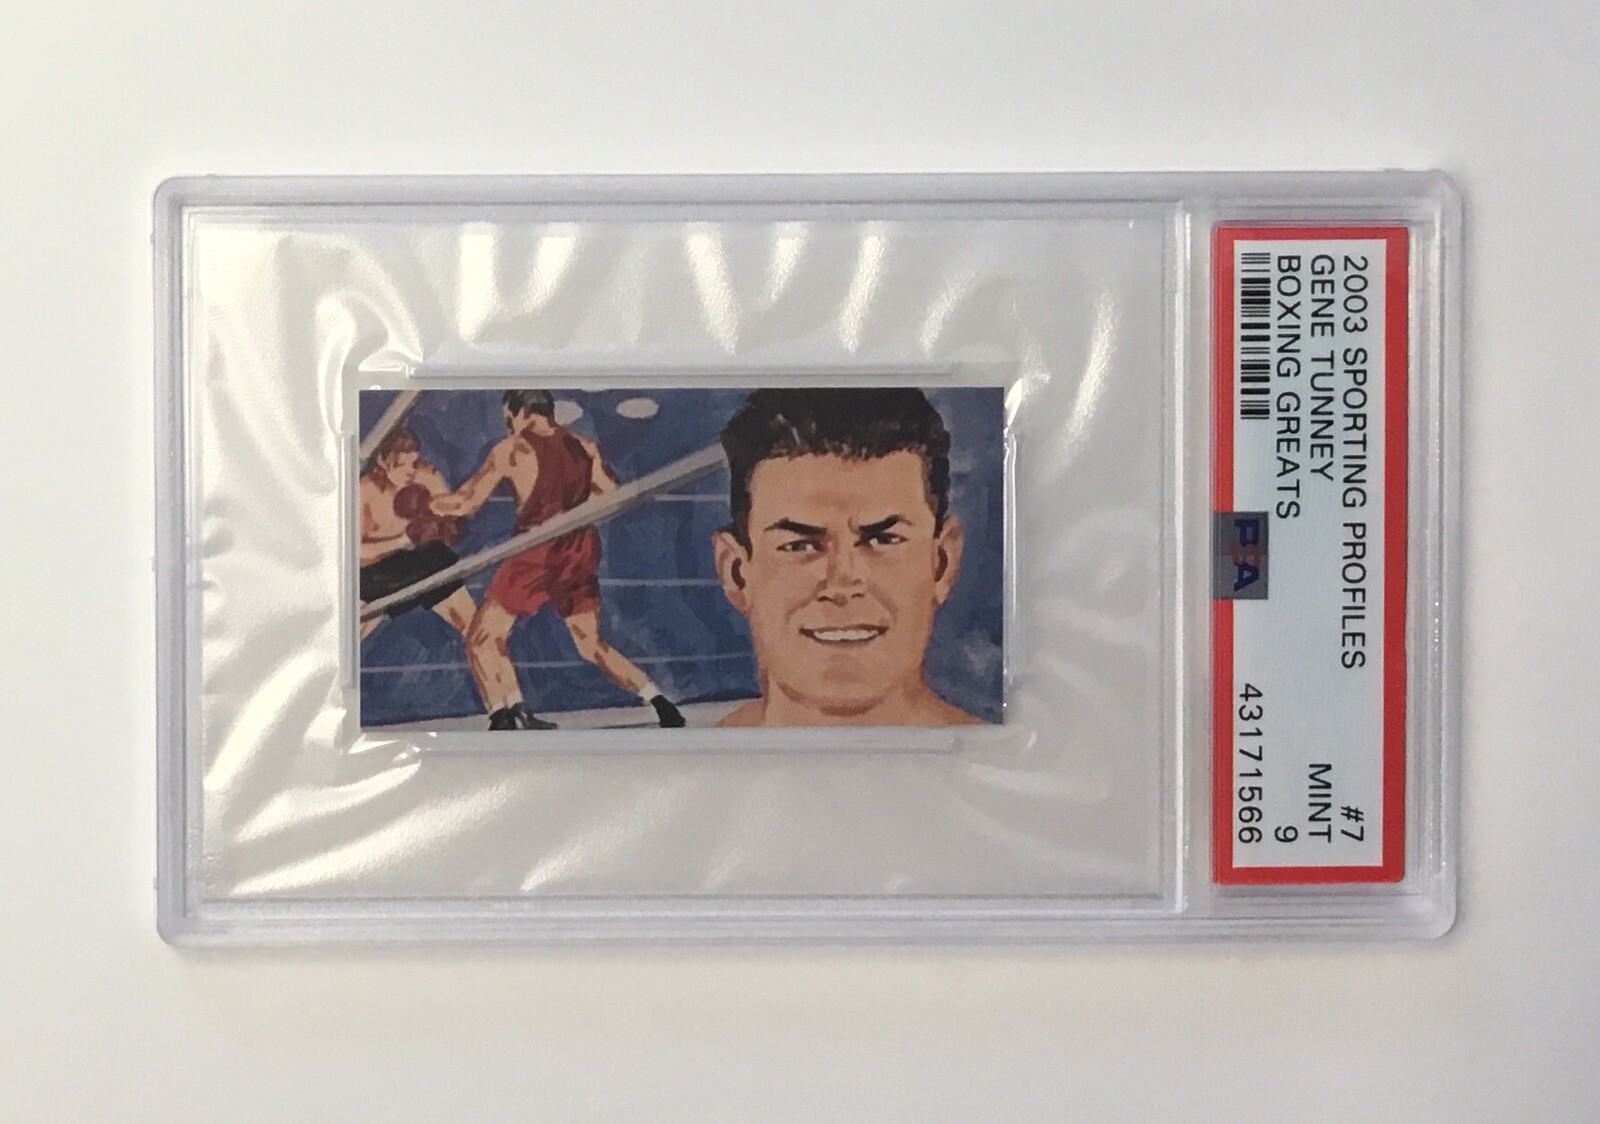 2003 SPORTING PROFILES #7
GENE TUNNEY MINT
BOXING GREATS 9
PSA 43171566